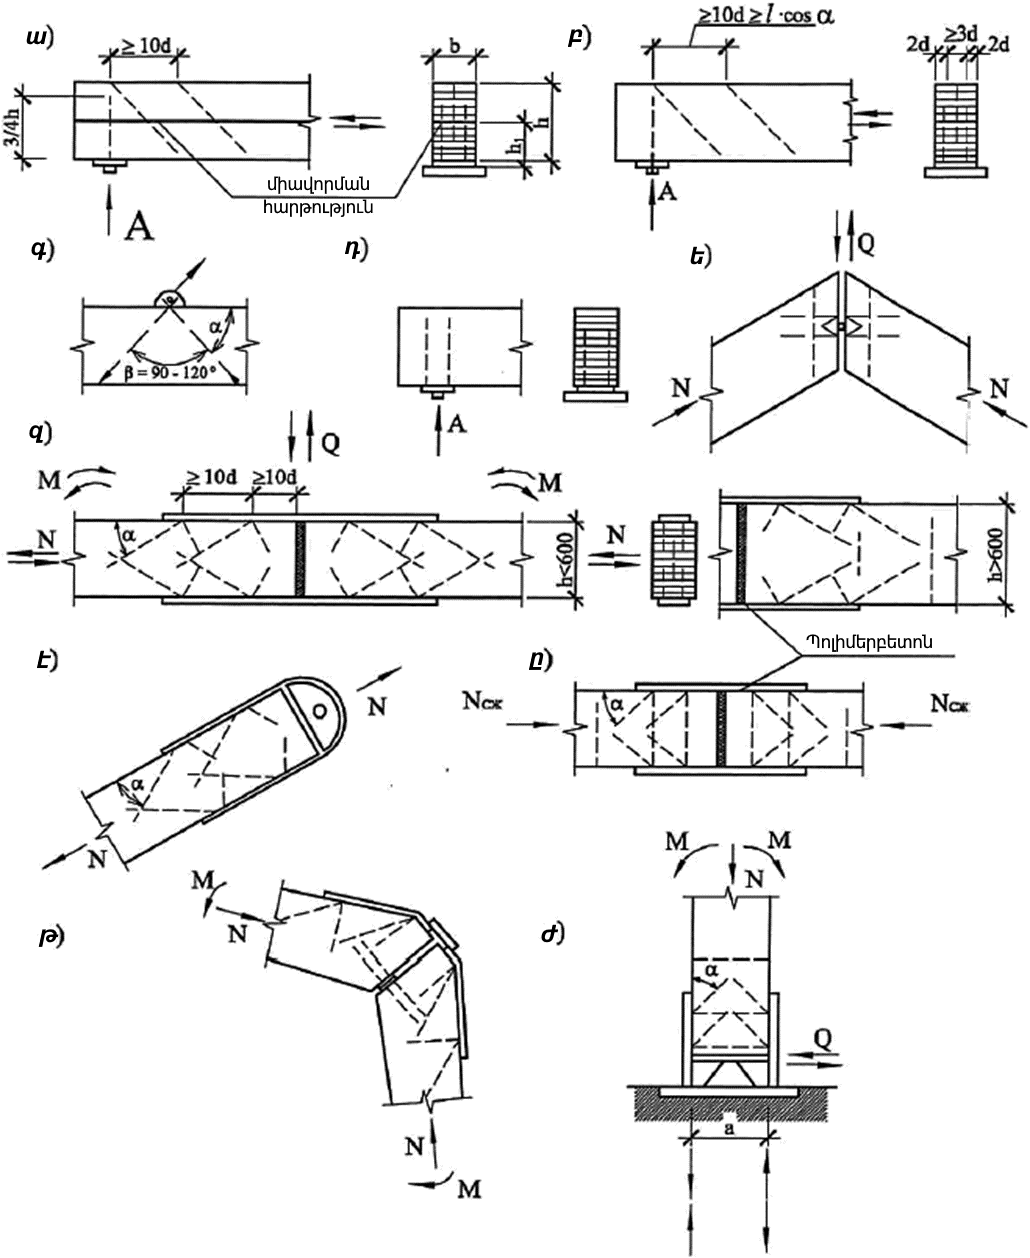 ա)
≥ 10d
b
3/4h
h₁
h
A
միավորման
հարթություն
բ)
≥10d ≥ l ·cos α
2d
≥3d
2d
A
գ)
α
β = 90 - 120°
դ)
A
ե)
Q
N
N
զ)
Q
M
≥ 10d
≥10d
M
N
α
h<600
N
h>600
Պոլիմերբետոն
է)
N
α
N
ը)
Nсж
α
Nсж
թ)
M
N
N
M
ժ)
M
M
N
α
Q
a